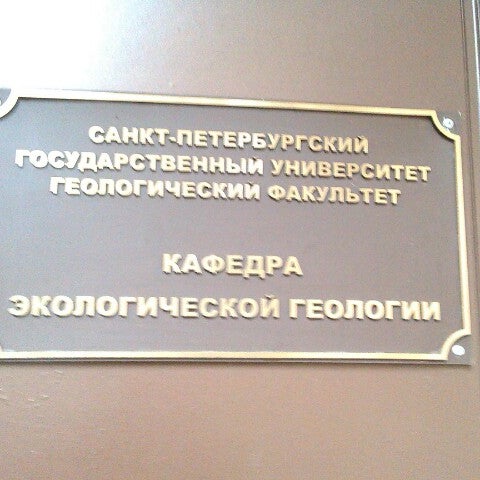 САНКТ-ПЕТЕРБУРГСКИЙ
ГОСУДАРСТВЕННЫЙ УНИВЕРСИТЕТ
ГЕОЛОГИЧЕСКИЙ ФАКУЛЬТЕТ
КАФЕДРА
ЭКОЛОГИЧЕСКОЙ ГЕОЛОГИИ